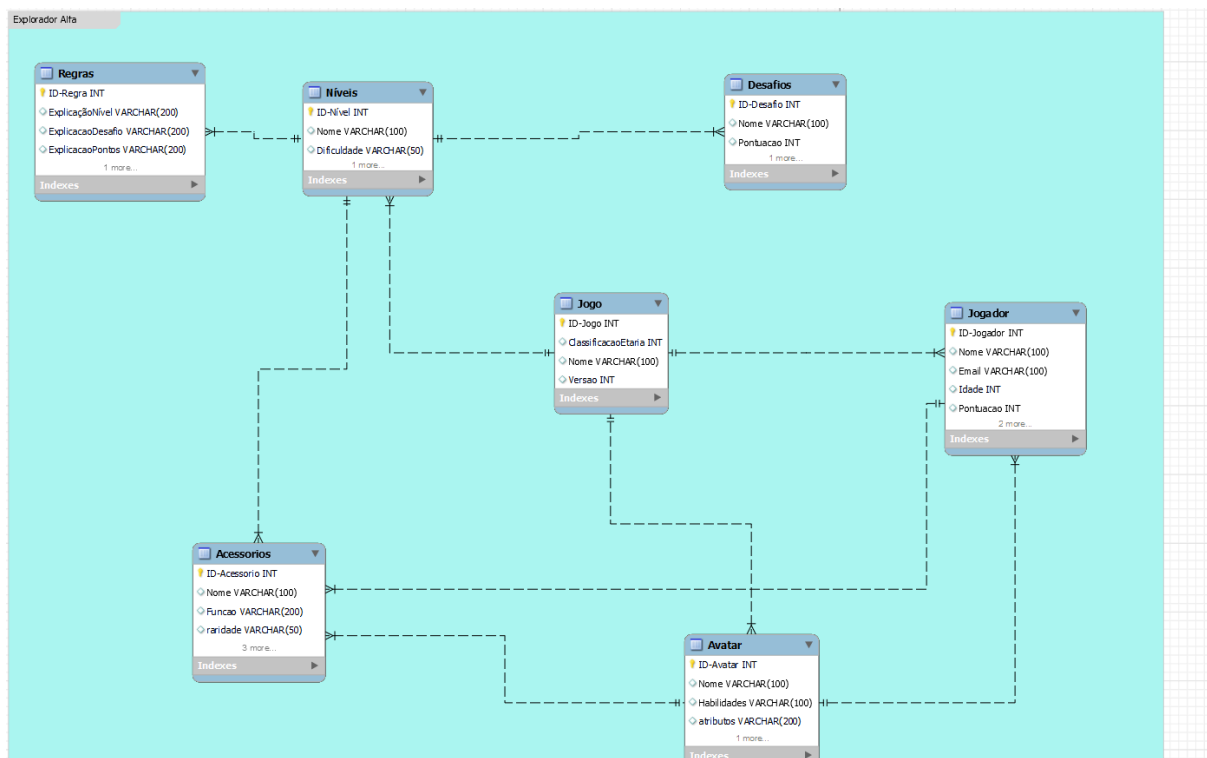 Explorador Alfa
Regras
ID-Regra INT
ExplicaçãoNível VARCHAR(200)
ExplicacaoDesafio VARCHAR(200)
ExplicacaoPontos VARCHAR(200)
1 more...
Indexes
Níveis
ID-Nível INT
Nome VARCHAR(100)
Dificuldade VARCHAR(50)
1 more...
Indexes
Desafios
ID-Desafio INT
Nome VARCHAR(100)
Pontuacao INT
1 more...
Indexes
Jogo
ID-Jogo INT
ClassificacaoEtaria INT
Nome VARCHAR(100)
Versao INT
Indexes
Jogador
ID-Jogador INT
Nome VARCHAR(100)
Email VARCHAR(100)
Idade INT
Pontuacao INT
2 more...
Indexes
Acessorios
ID-Acessorio INT
Nome VARCHAR(100)
Funcao VARCHAR(200)
raridade VARCHAR(50)
3 more...
Indexes
Avatar
ID-Avatar INT
Nome VARCHAR(100)
Habilidades VARCHAR(100)
atributos VARCHAR(200)
1 more...
Indexes